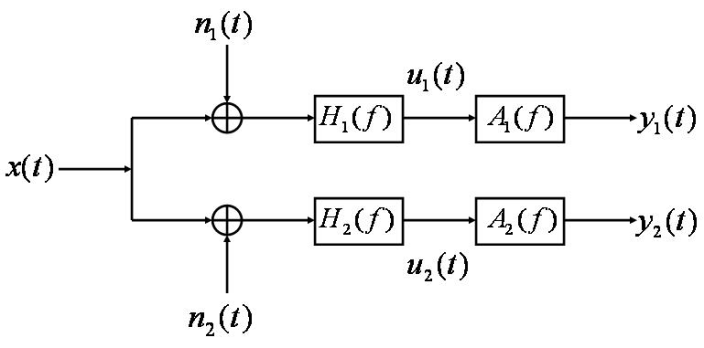 n₁(t)
u₁(t)
H₁(f) A₁(f) y₁(t)
x(t)
H₂(f) A₂(f) y₂(t)
u₂(t)
n₂(t)